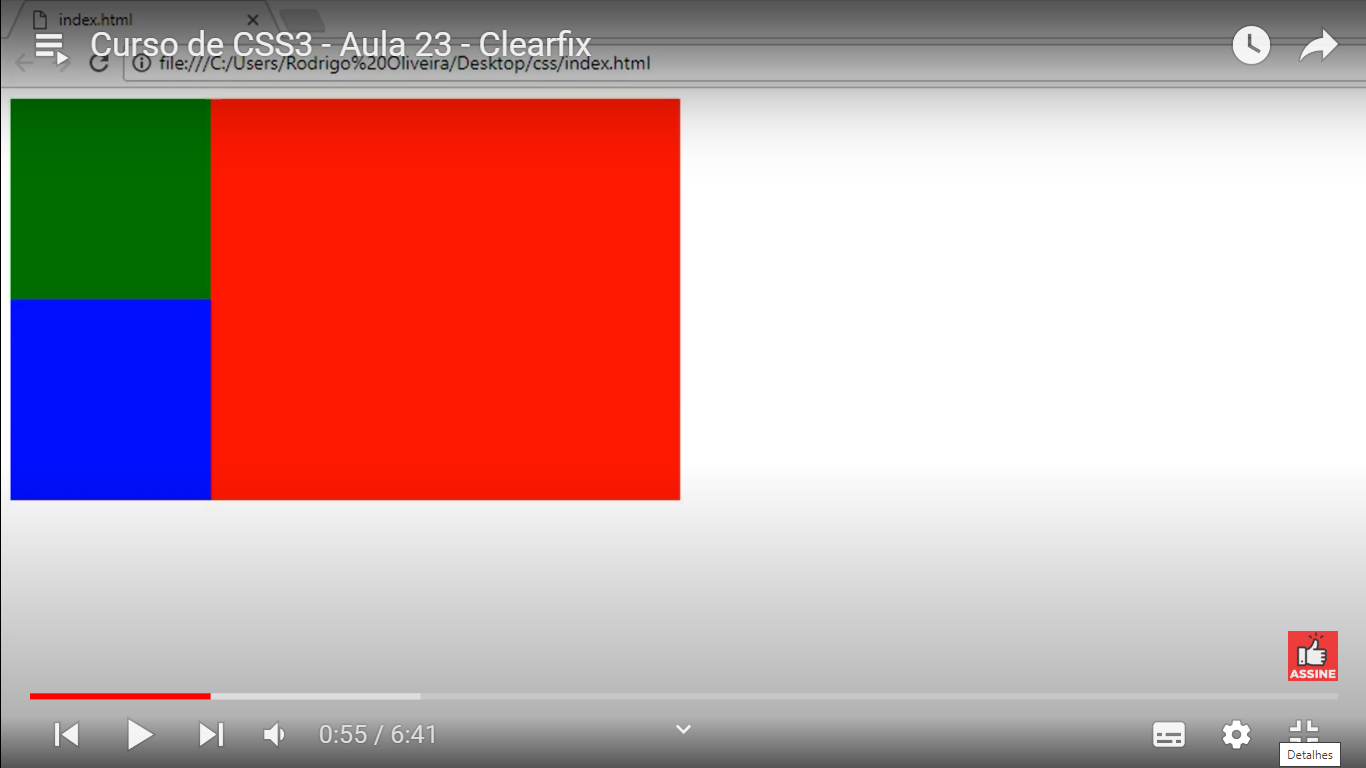 index.html
Curso de CSS3 - Aula 23 - Clearfix
file:///C:/Users/Rodrigo%20Oliveira/Desktop/css/index.html
ASSINE
0:55 / 6:41
Detalhes